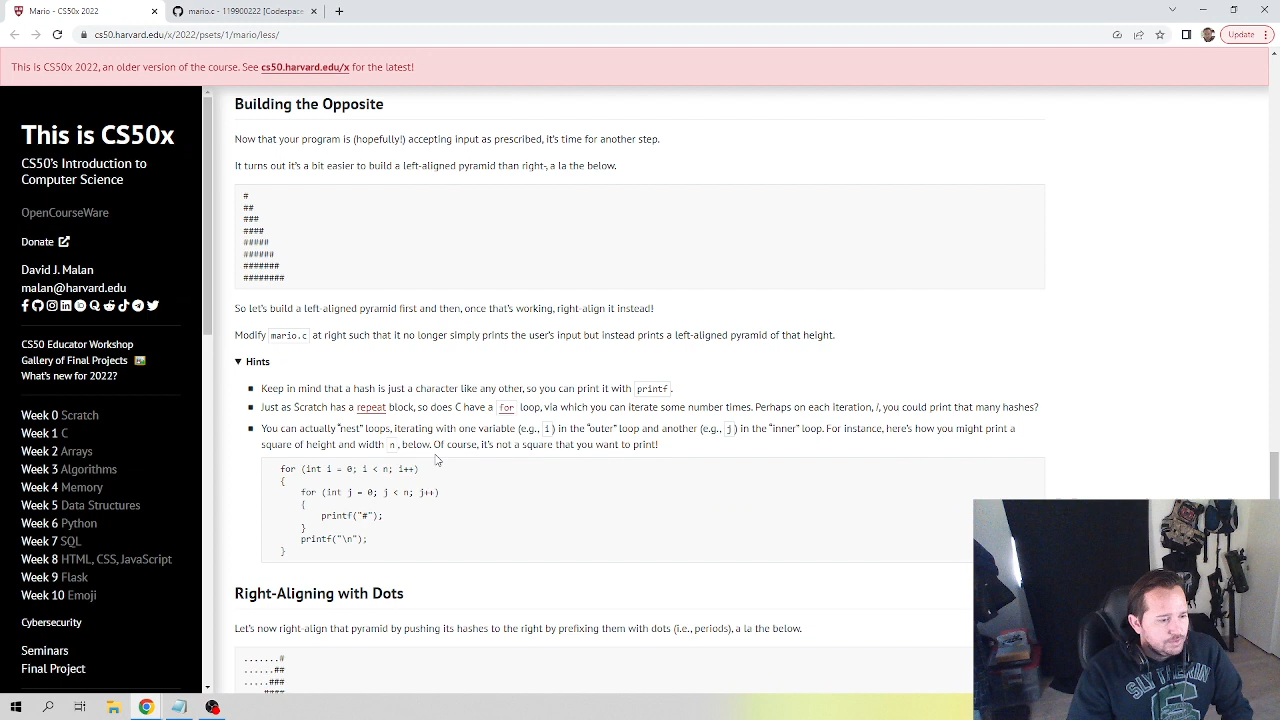 Mario - CS50x 2022
mario.c - 119900222 [Codespace
cs50.harvard.edu/x/2022/psets/1/mario/less/
Update
This is CS50x 2022, an older version of the course. See cs50.harvard.edu/x for the latest!
This is CS50x
CS50's Introduction to
Computer Science
OpenCourseWare
Donate
David J. Malan
malan@harvard.edu
CS50 Educator Workshop
Gallery of Final Projects
What's new for 2022?
Week 0 Scratch
Week 1 C
Week 2 Arrays
Week 3 Algorithms
Week 4 Memory
Week 5 Data Structures
Week 6 Python
Week 7 SQL
Week 8 HTML, CSS, JavaScript
Week 9 Flask
Week 10 Emoji
Cybersecurity
Seminars
Final Project
Building the Opposite
Now that your program is (hopefully!) accepting input as prescribed, it's time for another step.
It turns out it's a bit easier to build a left-aligned pyramid than right-, a la the below.
#
##
###
####
#####
######
#######
########
So let's build a left-aligned pyramid first and then, once that's working, right-align it instead!
Modify mario.c at right such that it no longer simply prints the user's input but instead prints a left-aligned pyramid of that height.
Hints
Keep in mind that a hash is just a character like any other, so you can print it with printf.
Just as Scratch has a repeat block, so does C have a for loop, via which you can iterate some number times. Perhaps on each iteration, i, you could print that many hashes?
You can actually "nest" loops, iterating with one variable (e.g., i) in the "outer" loop and another (e.g., j) in the "inner" loop. For instance, here's how you might print a
square of height and width n, below. Of course, it's not a square that you want to print!
for (int i = 0; i < n; i++)
{
for (int j = 0; j < n; j++)
{
printf("#");
}
printf("\n");
}
Right-Aligning with Dots
Let's now right-align that pyramid by pushing its hashes to the right by prefixing them with dots (i.e., periods), a la the below.
.......#
......##
.....###
....####
SLYTHERIN